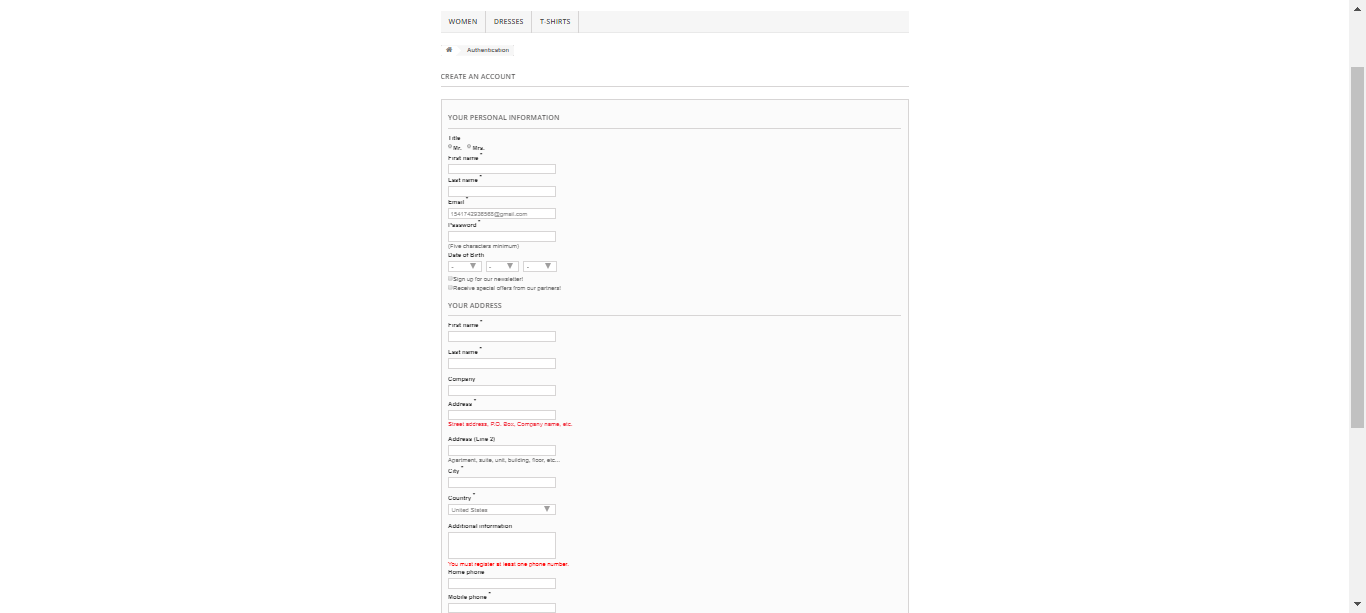 WOMEN DRESSES T-SHIRTS
Authentication
CREATE AN ACCOUNT
YOUR PERSONAL INFORMATION
Title
Mr. Mrs.
First name *
Last name *
Email *
Password *
(Five characters minimum)
Date of Birth
- - -
Sign up for our newsletter!
Receive special offers from our partners!
YOUR ADDRESS
First name *
Last name *
Company
Address *
Street address, P.O. Box, Company name, etc.
Address (Line 2)
Apartment, suite, unit, building, floor, etc...
City *
Country *
United States
Additional information
You must register at least one phone number.
Home phone
Mobile phone *